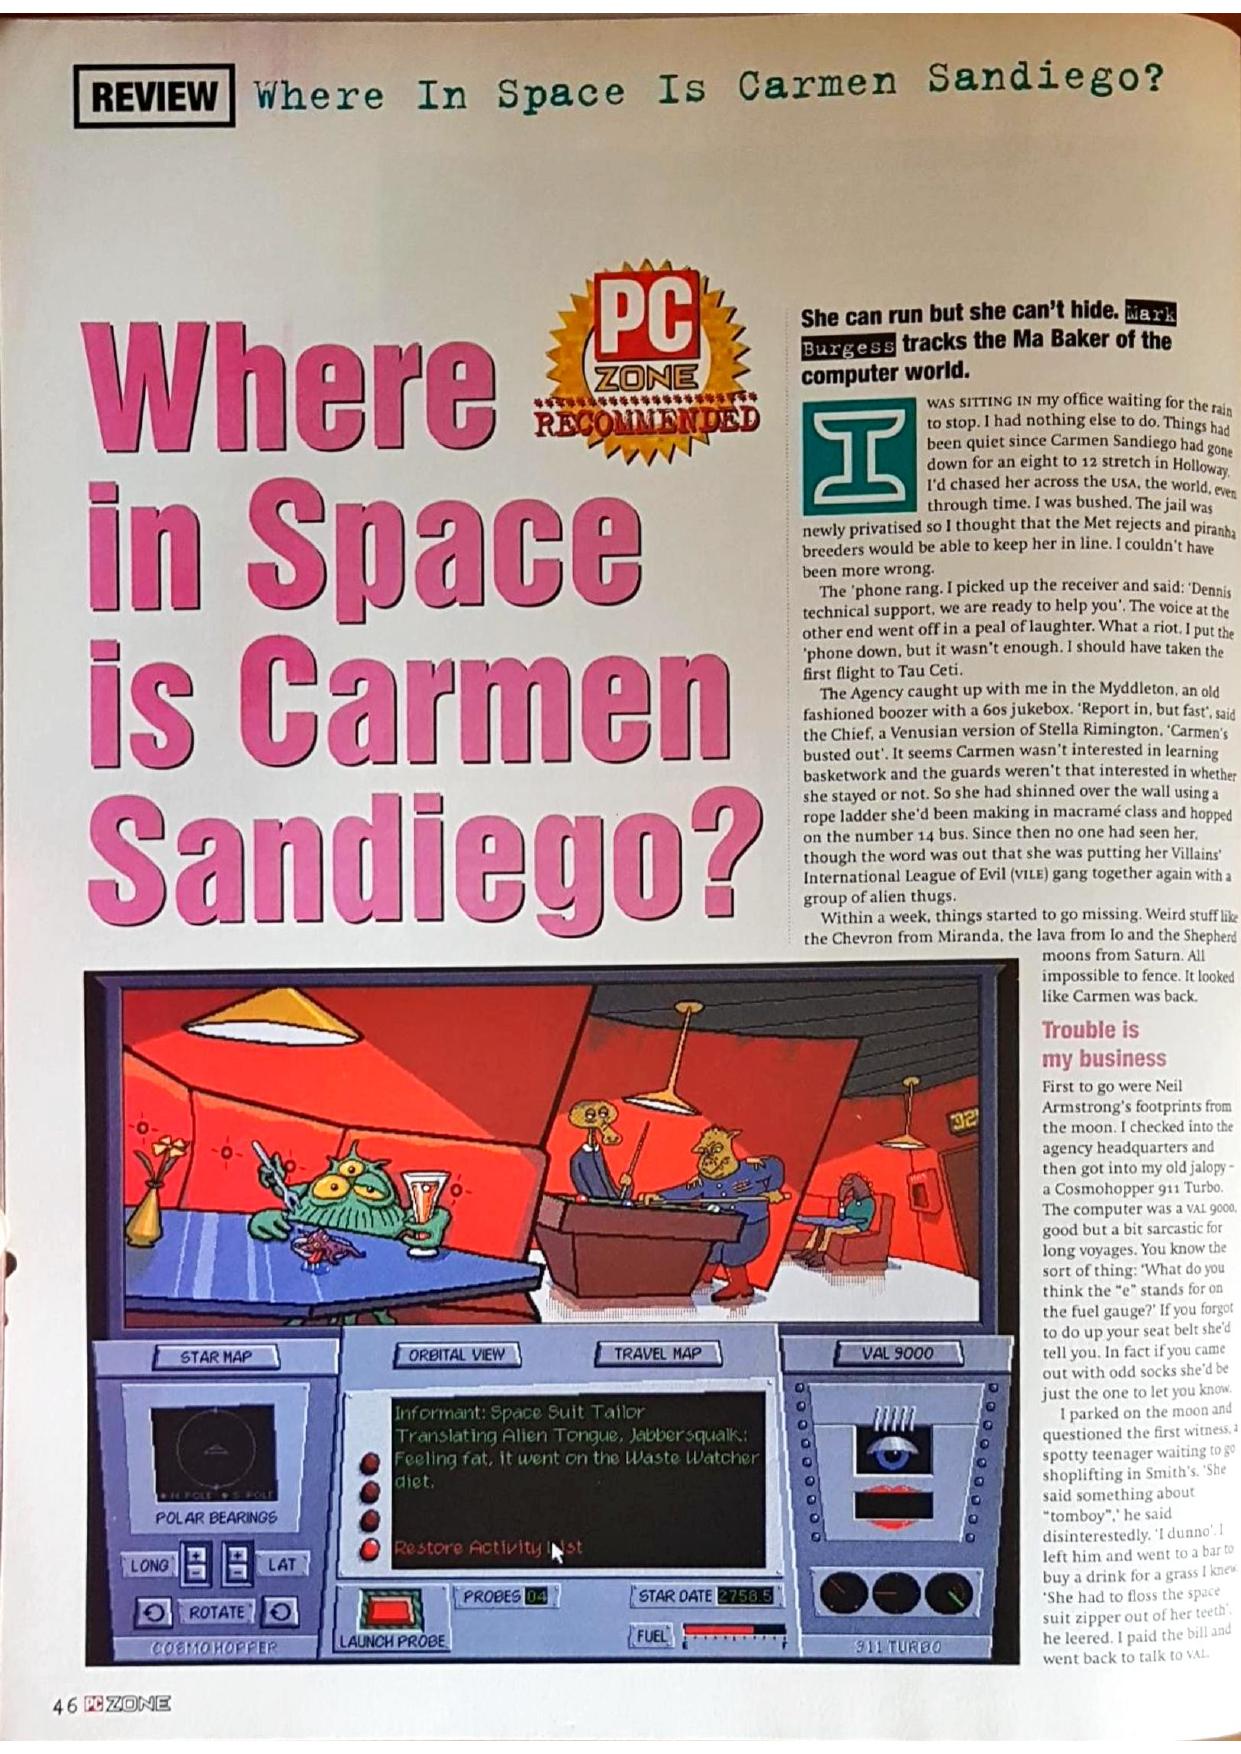 REVIEW Where In Space Is Carmen Sandiego?
Where
in Space
is Carmen
Sandiego?
PC
ZONE
RECOMMENDED
She can run but she can't hide. Mark
Burgess tracks the Ma Baker of the
computer world.
I WAS SITTING IN my office waiting for the rain
to stop. I had nothing else to do. Things had
been quiet since Carmen Sandiego had gone
down for an eight to 12 stretch in Holloway.
I'd chased her across the USA, the world, even
through time. I was bushed. The jail was
newly privatised so I thought that the Met rejects and piranha
breeders would be able to keep her in line. I couldn't have
been more wrong.
The 'phone rang. I picked up the receiver and said: 'Dennis
technical support, we are ready to help you'. The voice at the
other end went off in a peal of laughter. What a riot. I put the
'phone down, but it wasn't enough. I should have taken the
first flight to Tau Ceti.
The Agency caught up with me in the Myddleton, an old
fashioned boozer with a 60s jukebox. 'Report in, but fast', said
the Chief, a Venusian version of Stella Rimington, 'Carmen's
busted out'. It seems Carmen wasn't interested in learning
basketwork and the guards weren't that interested in whether
she stayed or not. So she had shinned over the wall using a
rope ladder she'd been making in macramé class and hopped
on the number 14 bus. Since then no one had seen her,
though the word was out that she was putting her Villains'
International League of Evil (VILE) gang together again with a
group of alien thugs.
Within a week, things started to go missing. Weird stuff like
the Chevron from Miranda, the lava from Io and the Shepherd
moons from Saturn. All
impossible to fence. It looked
like Carmen was back.
Trouble is
my business
First to go were Neil
Armstrong's footprints from
the moon. I checked into the
agency headquarters and
then got into my old jalopy –
a Cosmohopper 911 Turbo.
The computer was a VAL 9000,
good but a bit sarcastic for
long voyages. You know the
sort of thing: 'What do you
think the "e" stands for on
the fuel gauge?' If you forgot
to do up your seat belt she'd
tell you. In fact if you came
out with odd socks she'd be
just the one to let you know.
I parked on the moon and
questioned the first witness, a
spotty teenager waiting to go
shoplifting in Smith's. 'She
said something about
"tomboy",' he said
disinterestedly. 'I dunno'. I
left him and went to a bar to
buy a drink for a grass I knew.
'She had to floss the space
suit zipper out of her teeth',
he leered. I paid the bill and
went back to talk to VAL.
STAR MAP
ORBITAL VIEW
TRAVEL MAP
VAL 9000
Informant: Space Suit Tailor
Translating Alien Tongue, Jabbersqualk:
Feeling fat, it went on the Waste Watcher
diet.
Restore Activity List
N POLE S POLE
POLAR BEARINGS
LONG
LAT
ROTATE
COSMOHOPPER
LAUNCH PROBE
PROBES 04
STAR DATE 2758.5
FUEL
E F
911 TURBO
46 PC ZONE